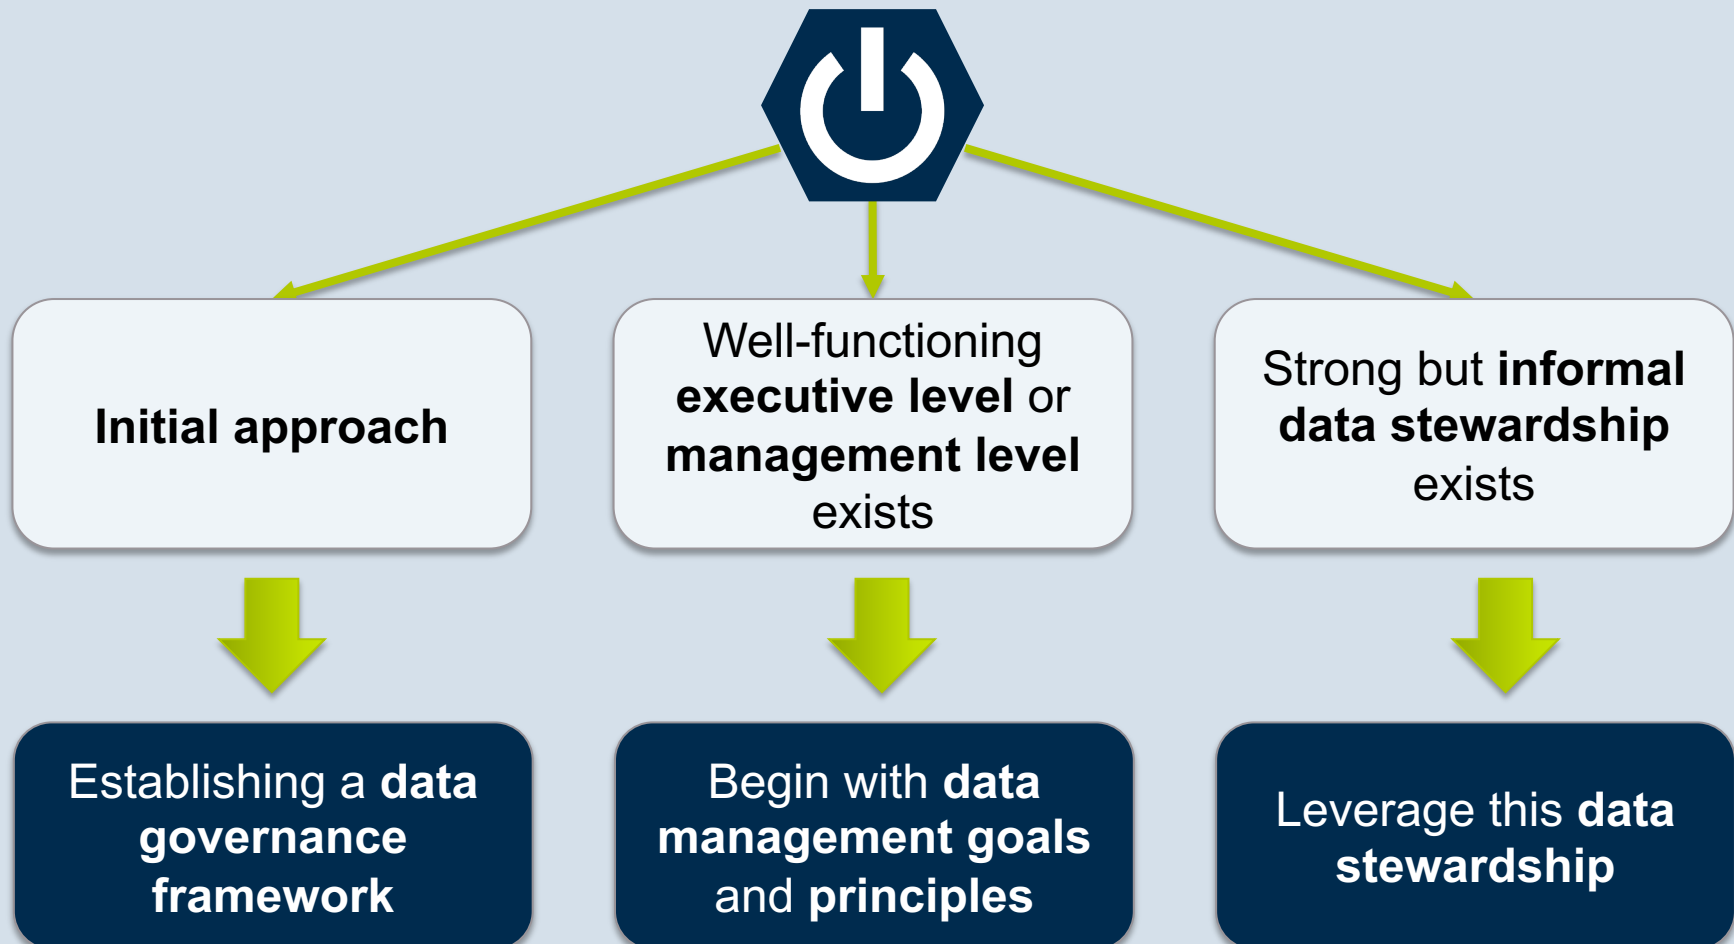 Initial approach
Well-functioning
executive level or
management level
exists
Strong but informal
data stewardship
exists
Establishing a data
governance
framework
Begin with data
management goals
and principles
Leverage this data
stewardship